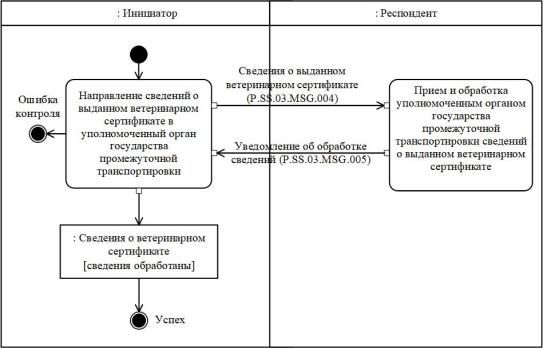 : Инициатор
: Респондент
Ошибка
контроля
Направление сведений о
выданном ветеринарном
сертификате в
уполномоченный орган
государства
промежуточной
транспортировки
Сведения о выданном
ветеринарном сертификате
(P.SS.03.MSG.004)
Уведомление об обработке
сведений (P.SS.03.MSG.005)
Прием и обработка
уполномоченным органом
государства
промежуточной
транспортировки сведений
о выданном ветеринарном
сертификате
: Сведения о ветеринарном
сертификате
[сведения обработаны]
Успех